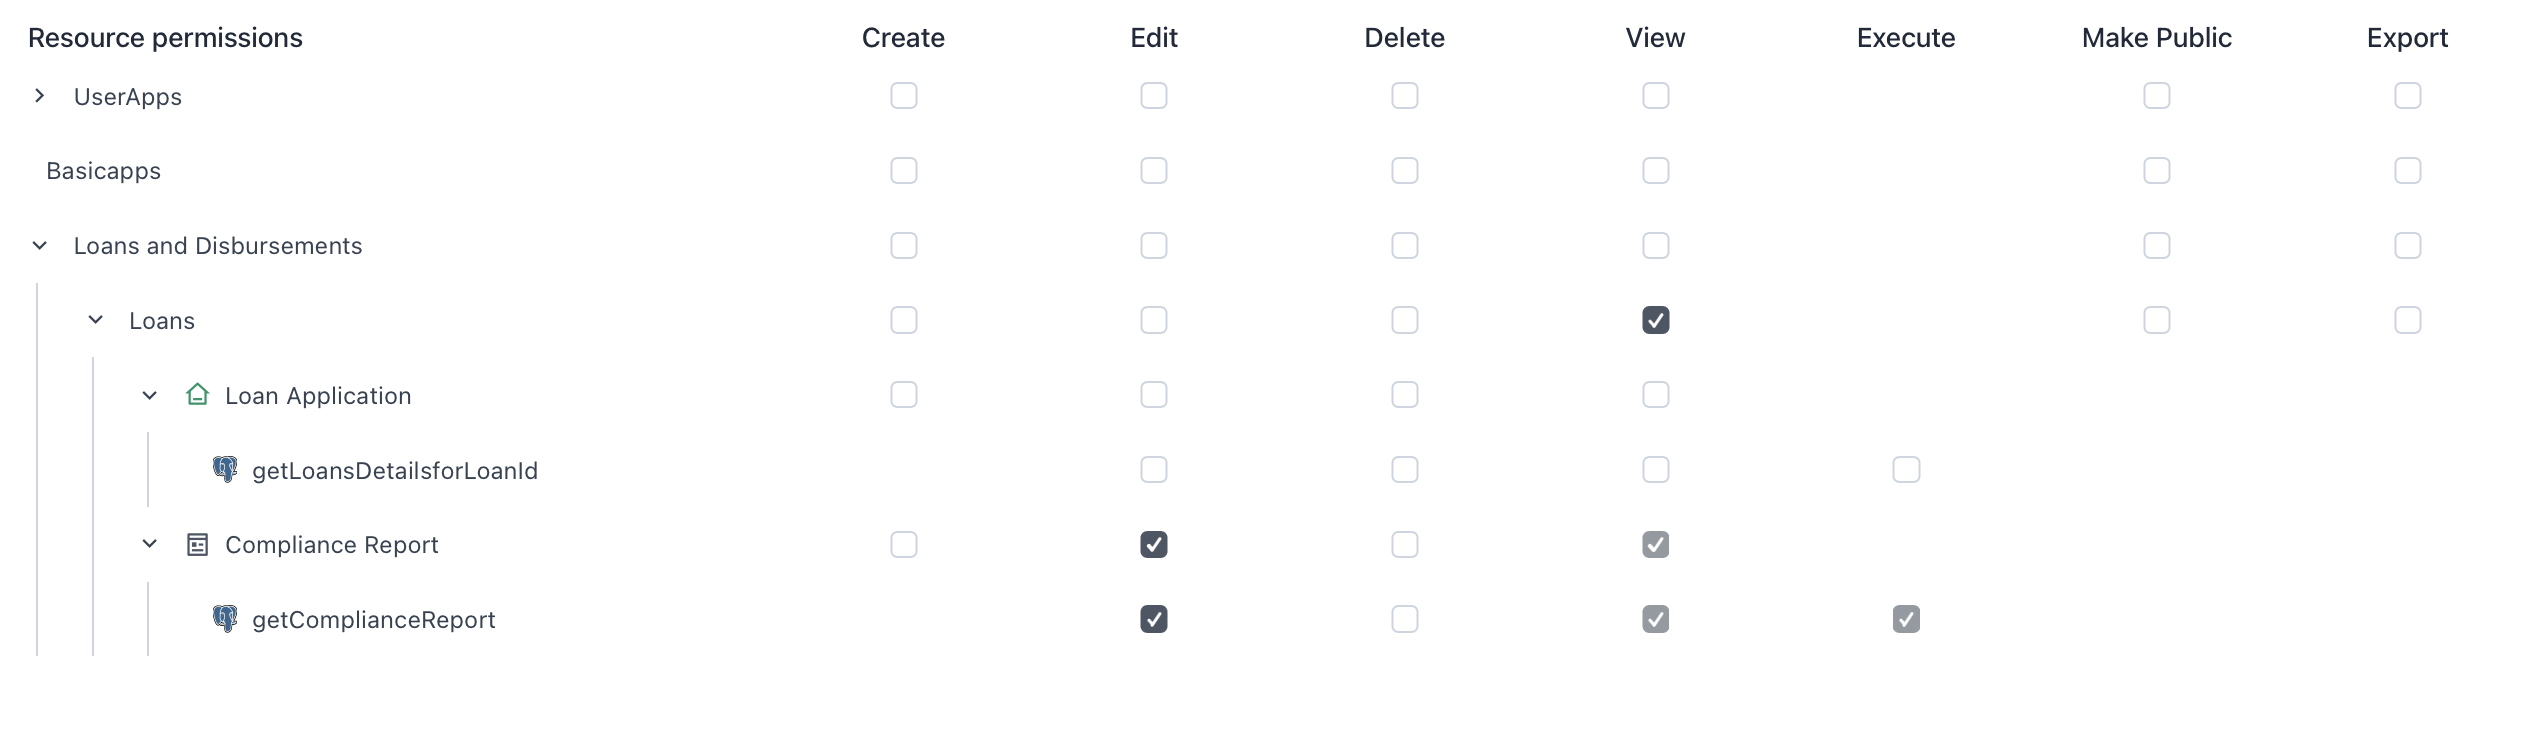 Resource permissions Create Edit Delete View Execute Make Public Export
UserApps
Basicapps
Loans and Disbursements
Loans
Loan Application
getLoansDetailsforLoanId
Compliance Report
getComplianceReport